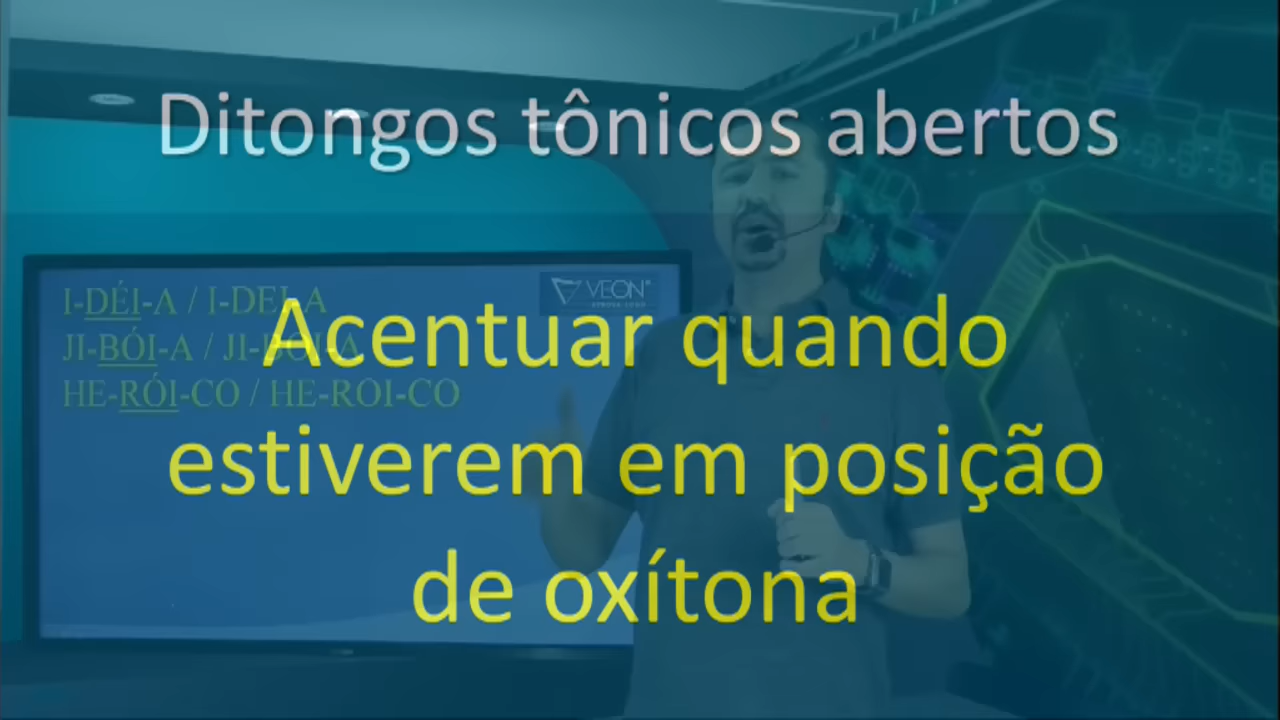 Ditongos tônicos abertos
I-DÉI-A / I-DEI-A
JI-BÓI-A / JI-BOI-A
HE-RÓI-CO / HE-ROI-CO
VEON
Acentuar quando
estiverem em posição
de oxítona